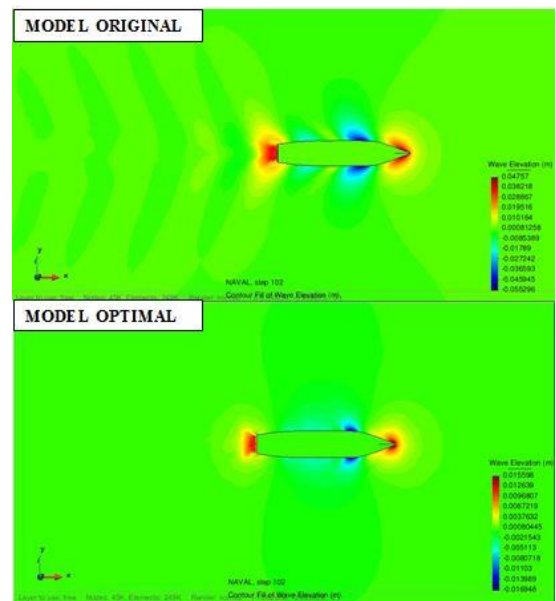 MODEL ORIGINAL
Wave Elevation (m)
0.04757
0.038218
0.028867
0.019516
0.010164
0.00081258
-0.0085389
-0.01789
-0.027242
-0.036593
-0.045945
-0.055296
y
x
NAVAL, step 102
Contour Fill of Wave Elevation (m).
MODEL OPTIMAL
Wave Elevation (m)
0.015598
0.012639
0.0096807
0.0067219
0.0037632
0.00080445
-0.0021543
-0.005113
-0.0080718
-0.01103
-0.013989
-0.016948
y
x
NAVAL, step 102
Contour Fill of Wave Elevation (m).